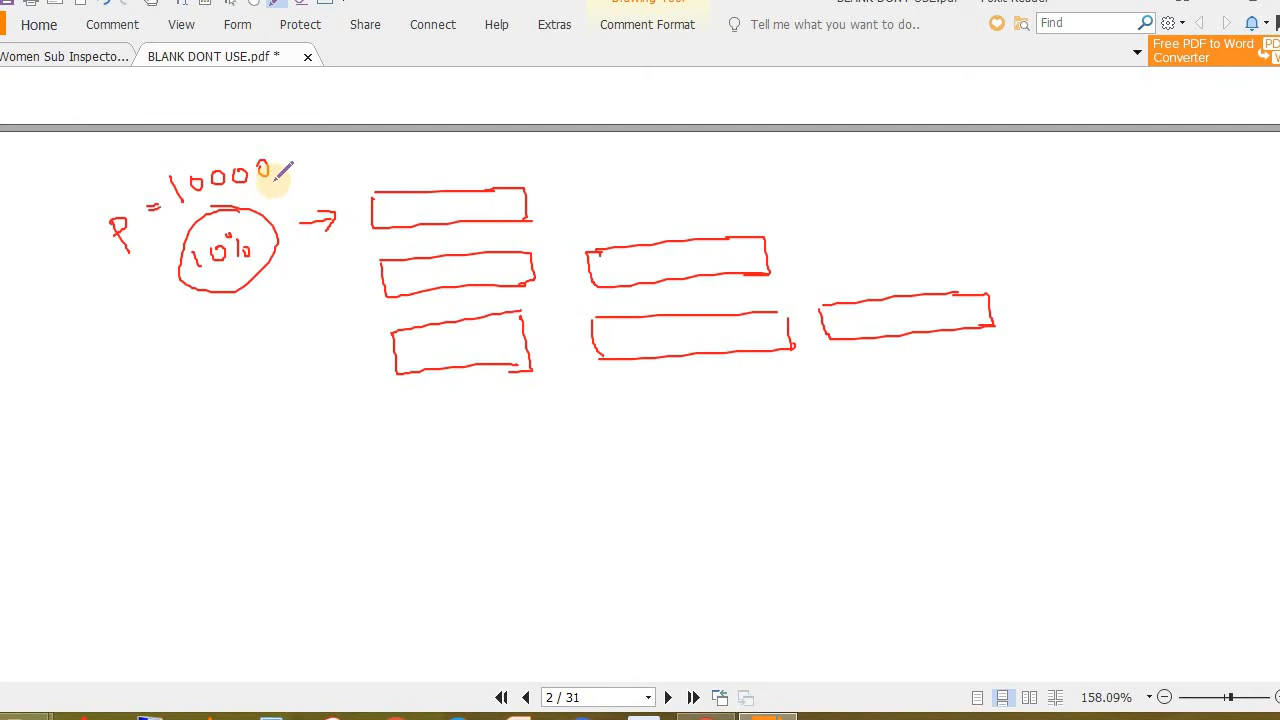 Home Comment View Form Protect Share Connect Help Extras Comment Format Tell me what you want to do.. Find
Women Sub Inspecto... BLANK DONT USE.pdf * Free PDF to Word
Converter
P = 10000
10%
2 / 31 158.09%